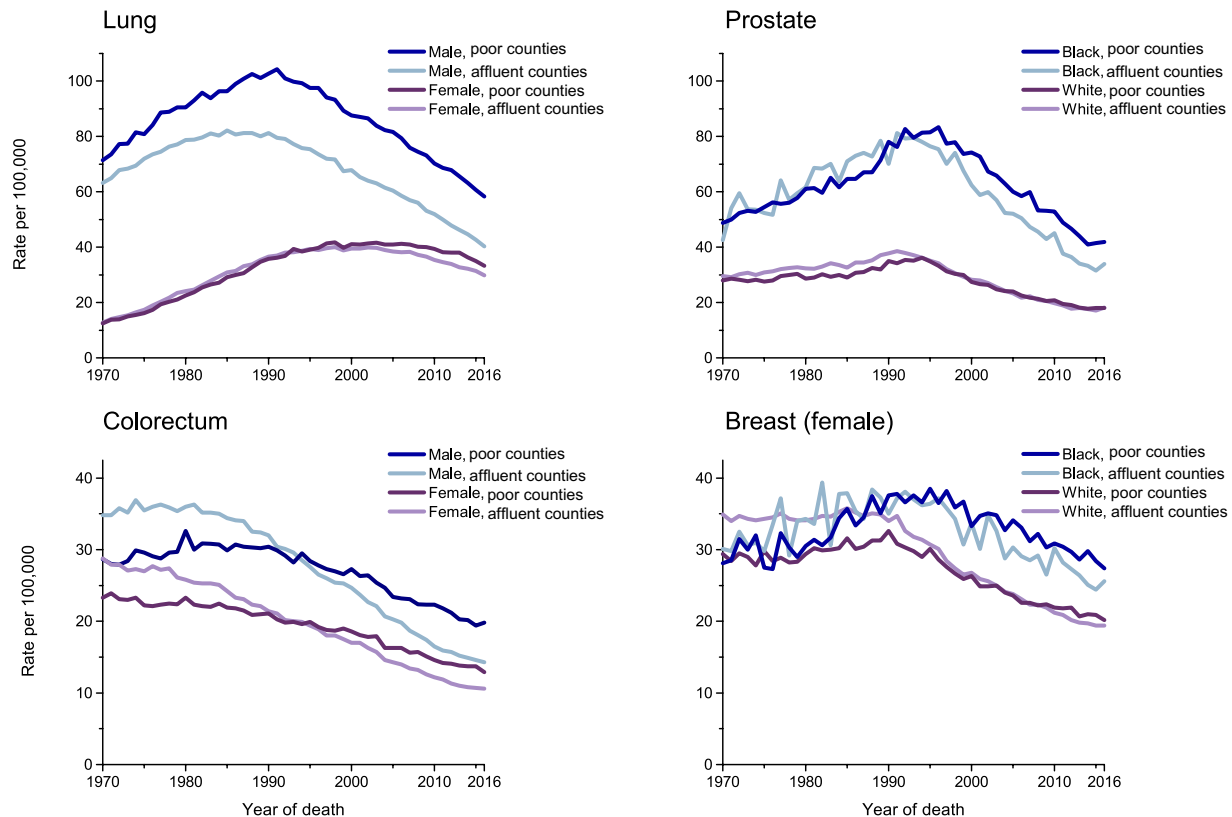 Lung
Male, poor counties
Male, affluent counties
Female, poor counties
Female, affluent counties
Rate per 100,000
100
80
60
40
20
0
1970
1980
1990
2000
2010
2016
Prostate
Black, poor counties
Black, affluent counties
White, poor counties
White, affluent counties
100
80
60
40
20
0
1970
1980
1990
2000
2010
2016
Colorectum
Male, poor counties
Male, affluent counties
Female, poor counties
Female, affluent counties
Rate per 100,000
40
30
20
10
0
1970
1980
1990
2000
2010
2016
Year of death
Breast (female)
Black, poor counties
Black, affluent counties
White, poor counties
White, affluent counties
40
30
20
10
0
1970
1980
1990
2000
2010
2016
Year of death